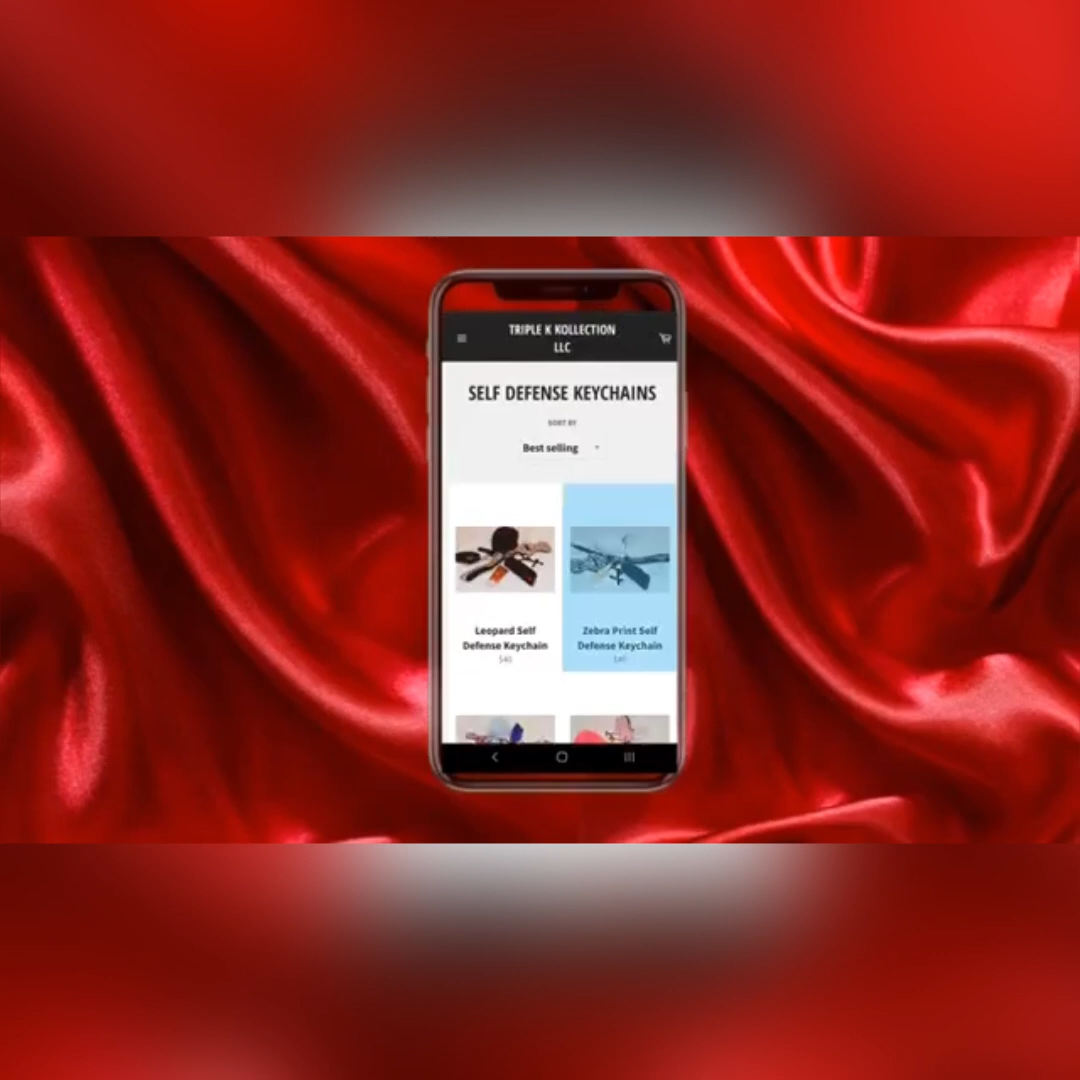 TRIPLE K KOLLECTION
LLC
SELF DEFENSE KEYCHAINS
SORT BY
Best selling
Leopard Self
Defense Keychain
$40
Zebra Print Self
Defense Keychain